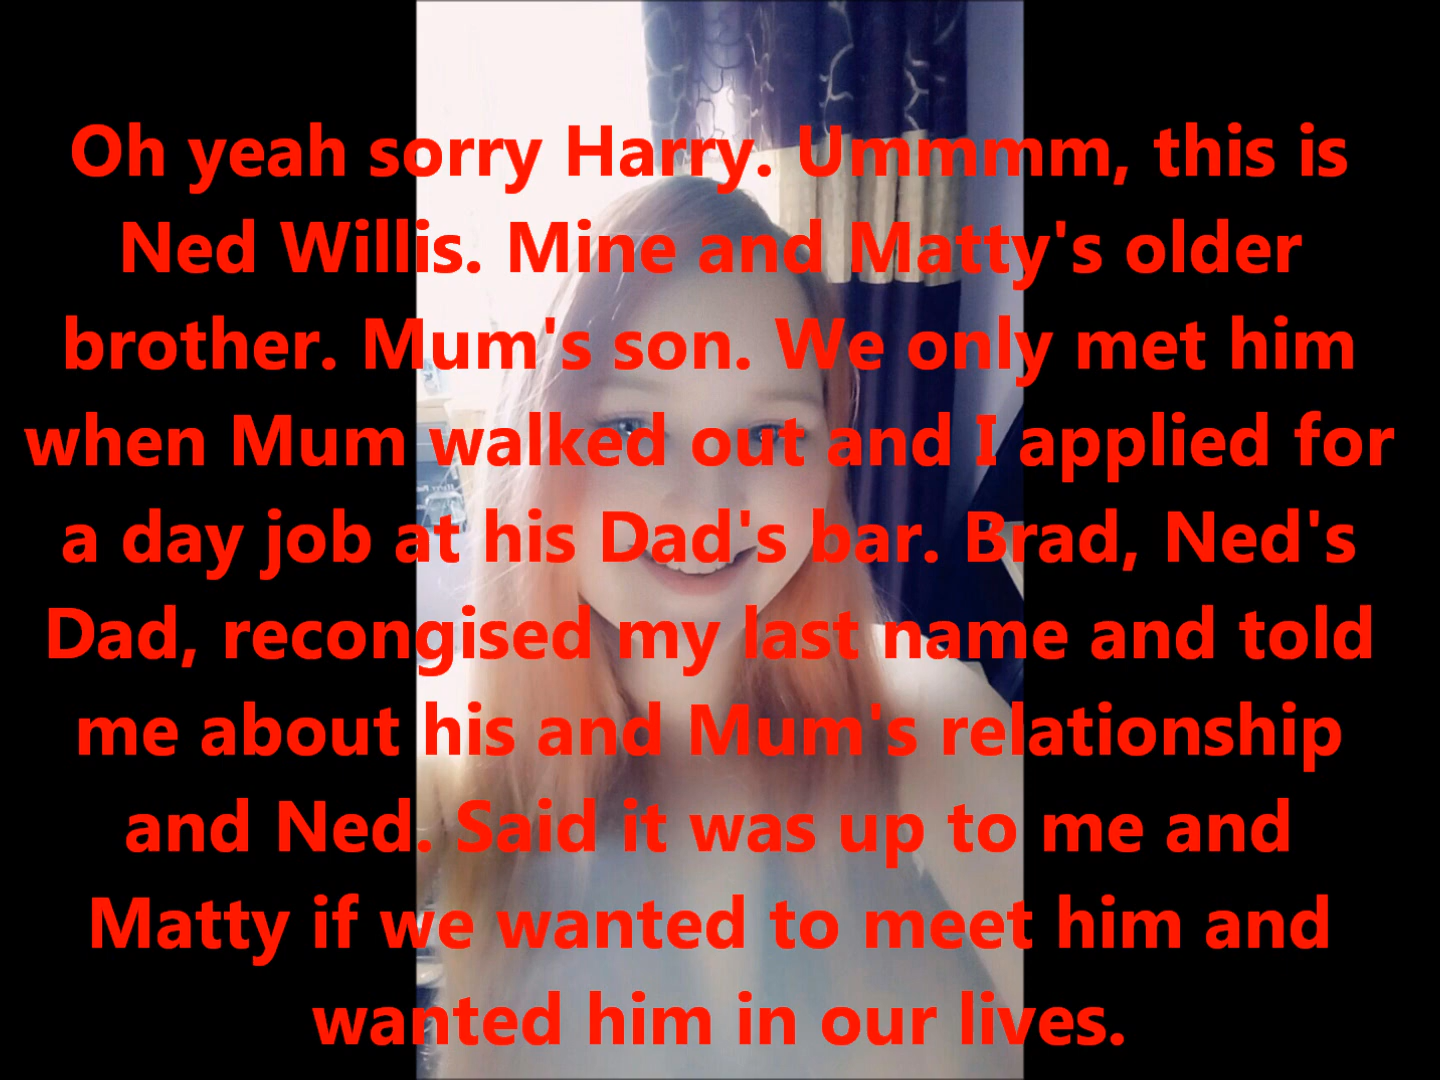 Oh yeah sorry Harry. Ummmm, this is
Ned Willis. Mine and Matty's older
brother. Mum's son. We only met him
when Mum walked out and I applied for
a day job at his Dad's bar. Brad, Ned's
Dad, recongised my last name and told
me about his and Mum's relationship
and Ned. Said it was up to me and
Matty if we wanted to meet him and
wanted him in our lives.